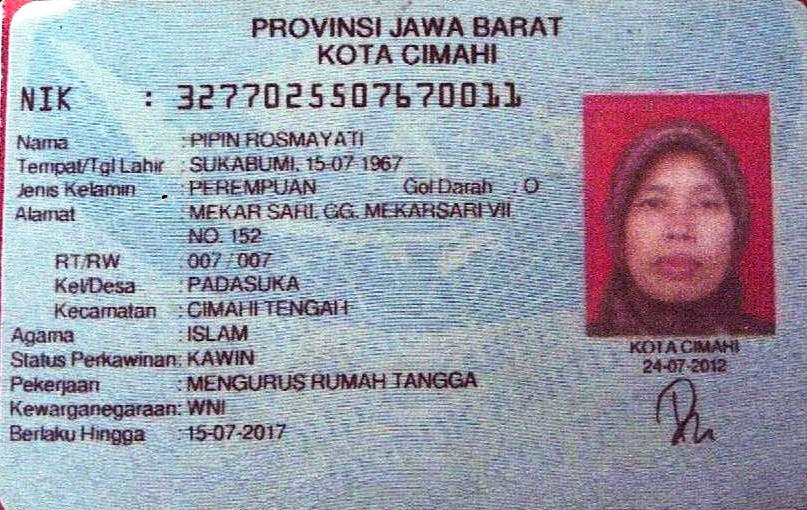 PROVINSI JAWA BARAT
KOTA CIMAHI
NIK : 3277025507670011
Nama : PIPIN ROSMAYATI
Tempat/Tgl Lahir : SUKABUMI, 15-07 1967
Jenis Kelamin : PEREMPUAN Gol Darah : O
Alamat : MEKAR SARI, GG. MEKARSARI VII
NO. 152
RT/RW : 007 / 007
Kel/Desa : PADASUKA
Kecamatan : CIMAHI TENGAH
Agama : ISLAM
Status Perkawinan: KAWIN
Pekerjaan : MENGURUS RUMAH TANGGA
Kewarganegaraan: WNI
Berlaku Hingga : 15-07-2017
KOTA CIMAHI
24-07-2012